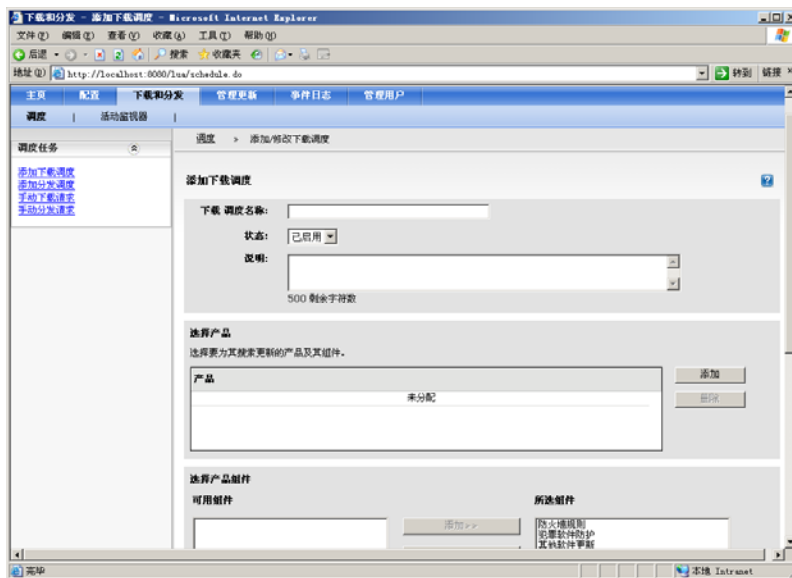 下载和分发 - 添加下载调度 - Microsoft Internet Explorer
文件(F) 编辑(E) 查看(V) 收藏(A) 工具(T) 帮助(H)
后退 搜索 收藏夹
地址(D) http://localhost:8080/lua/schedule.do 转到 链接 »
主页 配置 下载和分发 管理更新 事件日志 管理用户
调度 | 活动监视器 |
调度任务
添加下载调度
添加分发调度
手动下载请求
手动分发请求
调度 > 添加/修改下载调度
添加下载调度 ?
下载 调度名称:
状态: 已启用
说明:
500 剩余字符数
选择产品
选择要为其搜索更新的产品及其组件。
产品
未分配
添加
删除
选择产品组件
可用组件 所选组件
添加>>
防火墙规则
犯罪软件防护
其他软件更新
完毕 本地 Intranet